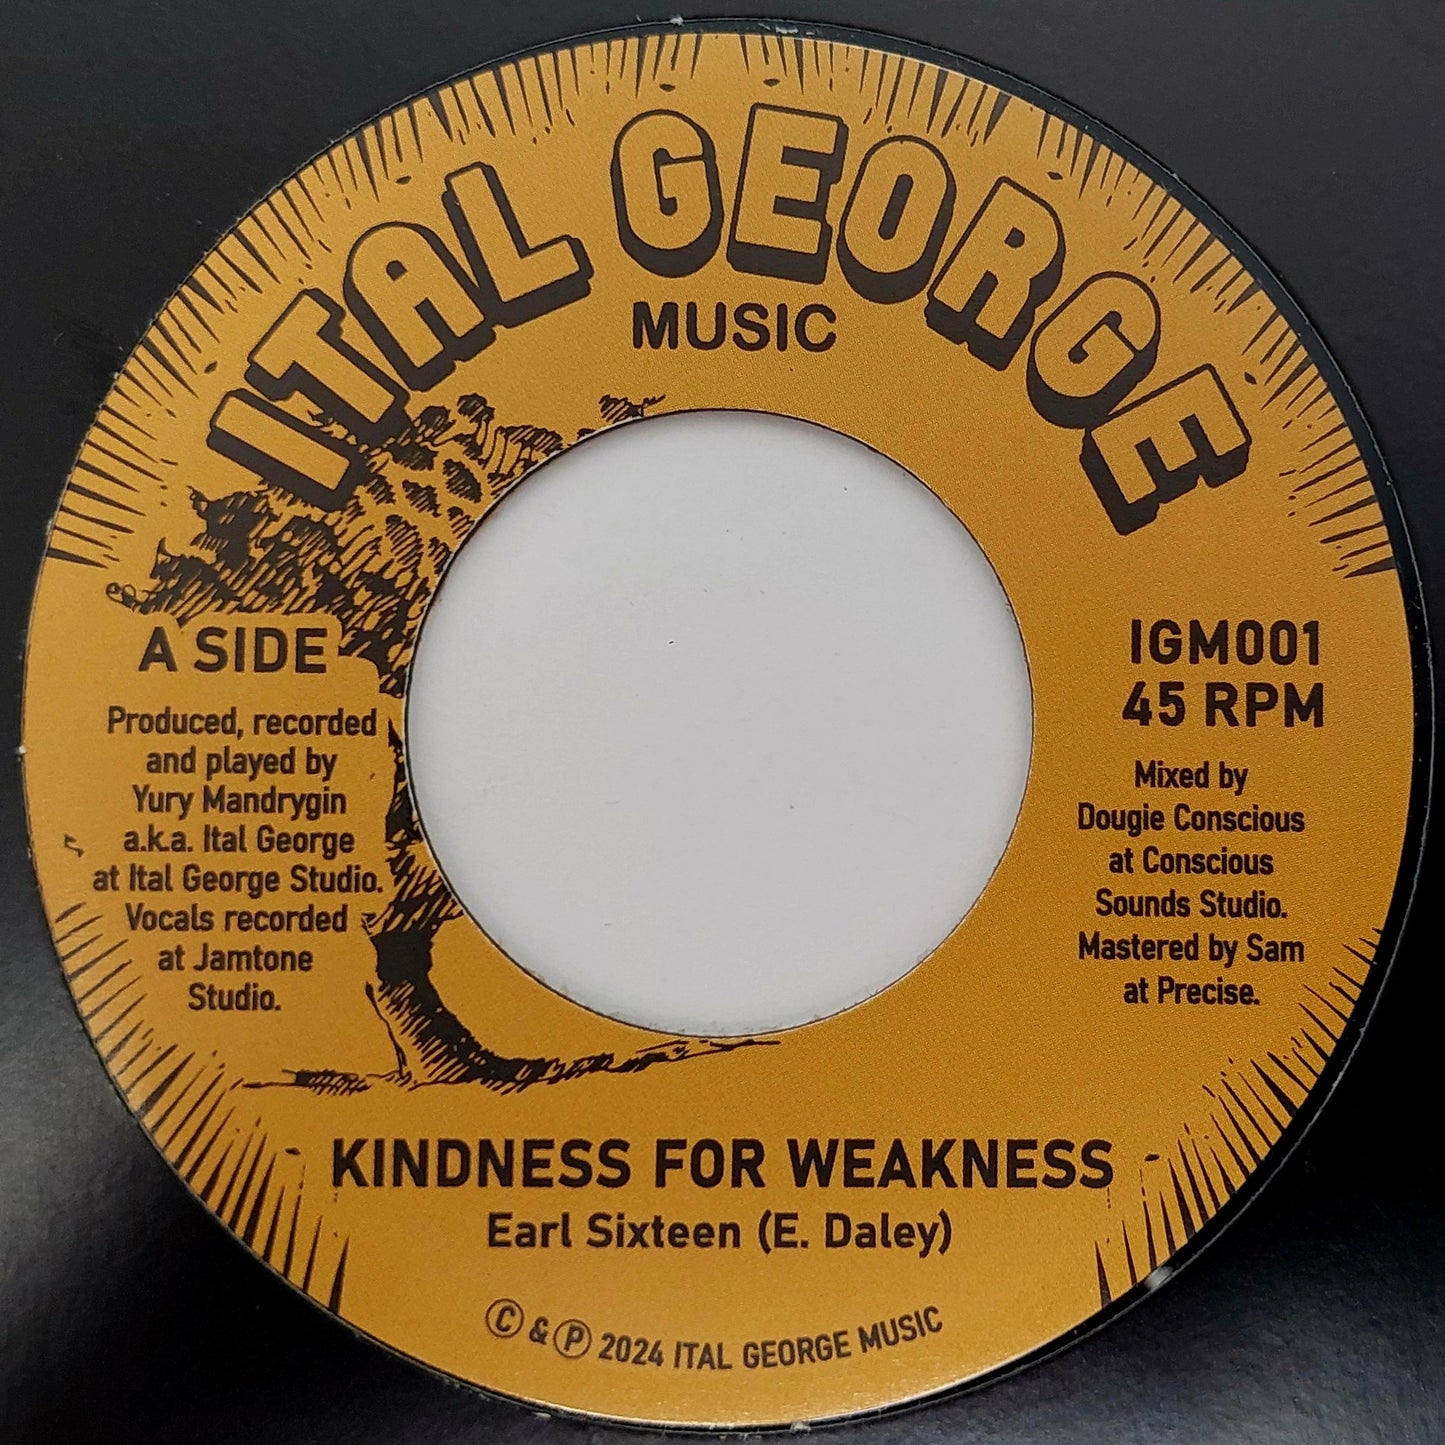 ITAL GEORGE
MUSIC
A SIDE
Produced, recorded
and played by
Yury Mandrygin
a.k.a. Ital George
at Ital George Studio.
Vocals recorded
at Jamtone
Studio.
IGM001
45 RPM
Mixed by
Dougie Conscious
at Conscious
Sounds Studio.
Mastered by Sam
at Precise.
KINDNESS FOR WEAKNESS
Earl Sixteen (E. Daley)
© & ℗ 2024 ITAL GEORGE MUSIC